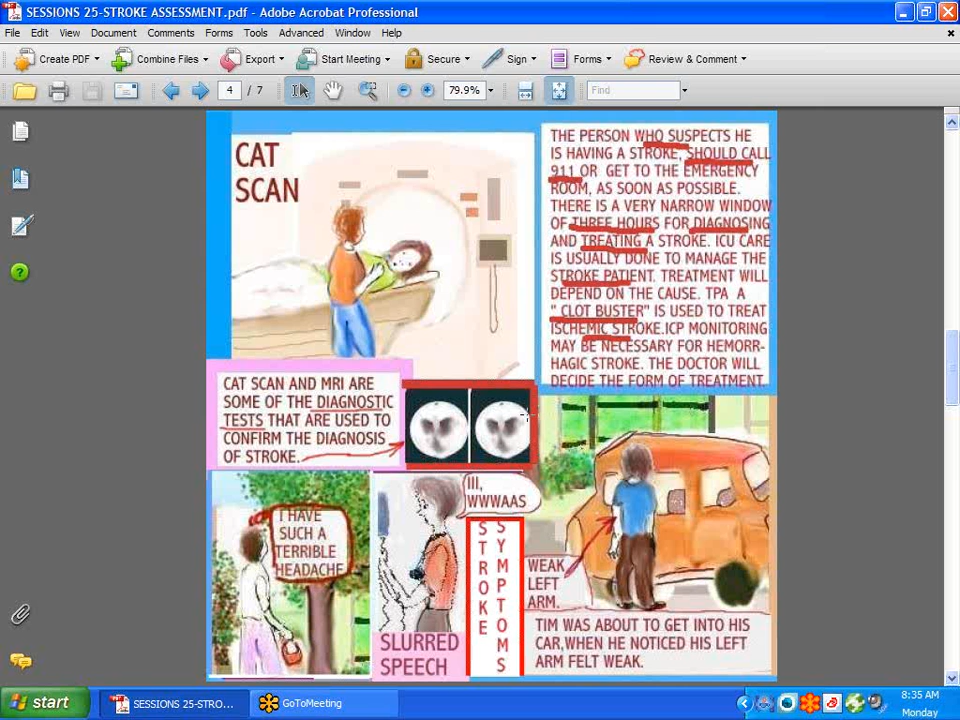 SESSIONS 25-STROKE ASSESSMENT.pdf - Adobe Acrobat Professional
File Edit View Document Comments Forms Tools Advanced Window Help
Create PDF Combine Files Export Start Meeting Secure Sign Forms Review & Comment
4 / 7 79.9% Find
CAT
SCAN
THE PERSON WHO SUSPECTS HE
IS HAVING A STROKE, SHOULD CALL
911 OR GET TO THE EMERGENCY
ROOM, AS SOON AS POSSIBLE.
THERE IS A VERY NARROW WINDOW
OF THREE HOURS FOR DIAGNOSING
AND TREATING A STROKE. ICU CARE
IS USUALLY DONE TO MANAGE THE
STROKE PATIENT. TREATMENT WILL
DEPEND ON THE CAUSE. TPA A
" CLOT BUSTER" IS USED TO TREAT
ISCHEMIC STROKE.ICP MONITORING
MAY BE NECESSARY FOR HEMORR-
HAGIC STROKE. THE DOCTOR WILL
DECIDE THE FORM OF TREATMENT.
CAT SCAN AND MRI ARE
SOME OF THE DIAGNOSTIC
TESTS THAT ARE USED TO
CONFIRM THE DIAGNOSIS
OF STROKE.
I HAVE
SUCH A
TERRIBLE
HEADACHE
III,
WWWAAS
SLURRED
SPEECH
STROKE
SYMPTOMS
WEAK
LEFT
ARM.
TIM WAS ABOUT TO GET INTO HIS
CAR,WHEN HE NOTICED HIS LEFT
ARM FELT WEAK.
start SESSIONS 25-STRO... GoToMeeting 8:35 AM
Monday